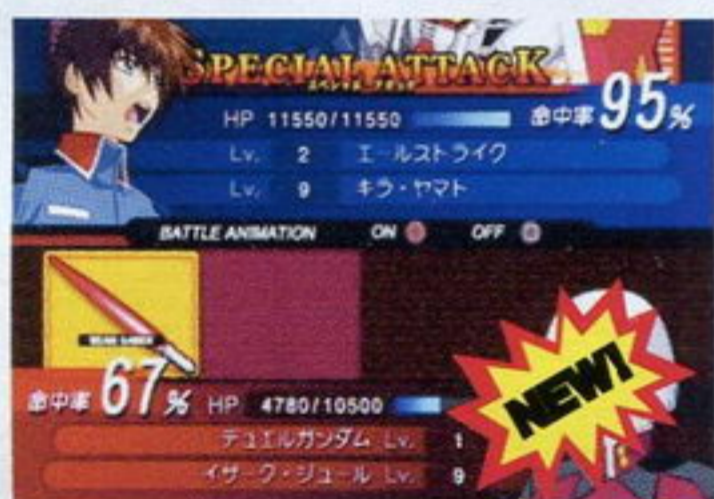 SPECIAL ATTACK
スペシャル アタック
HP 11550/11550
命中率 95%
Lv. 2 エールストライク
Lv. 9 キラ・ヤマト
BATTLE ANIMATION ON OFF
BEAM SABER
NEW!
命中率 67% HP 4780/10500
デュエルガンダム Lv. 1
イザーク・ジュール Lv. 9